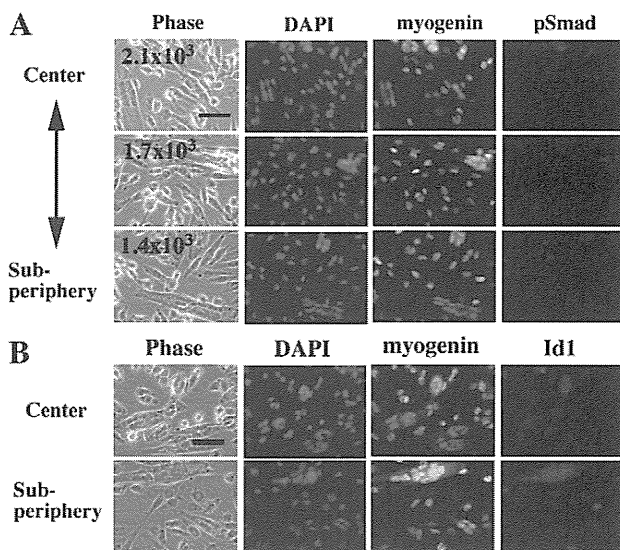 A
Phase DAPI myogenin pSmad
Center
2.1x10³
1.7x10³
1.4x10³
Sub-
periphery
B
Phase DAPI myogenin Id1
Center
Sub-
periphery